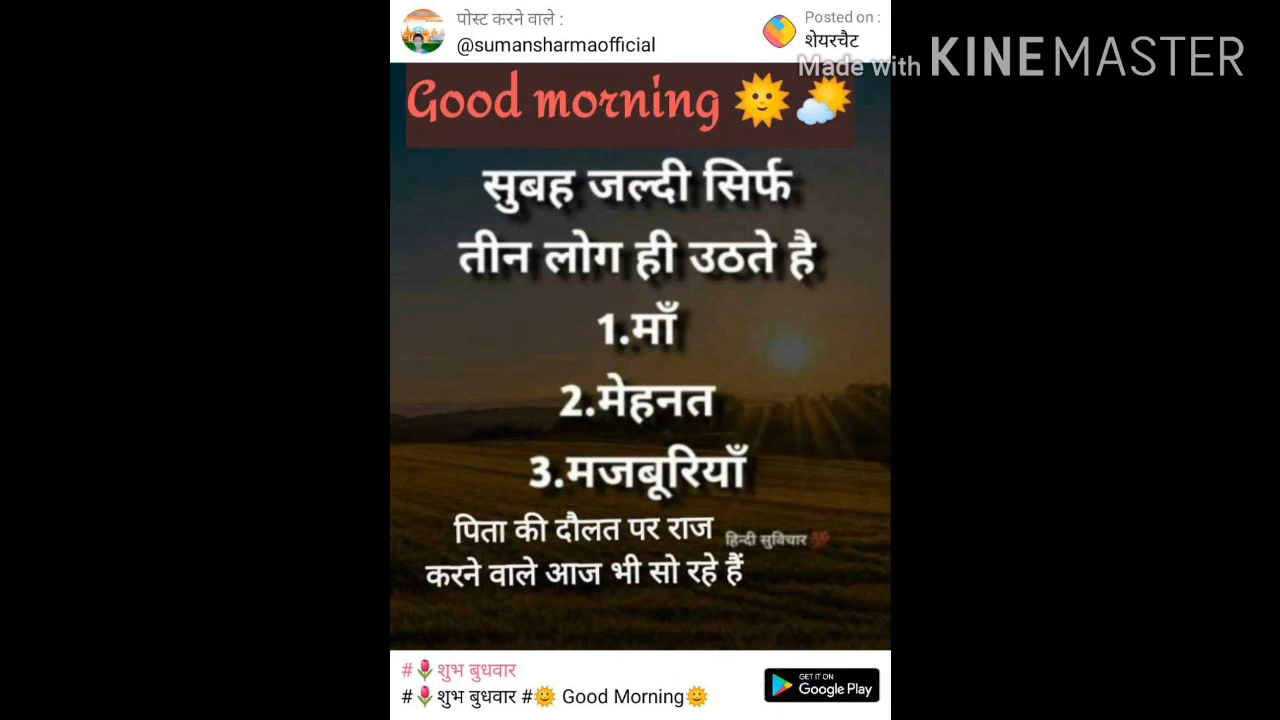 पोस्ट करने वाले :
@sumansharmaofficial
Posted on :
शेयरचैट
Made with KINEMASTER
Good morning 🌞🌤️
सुबह जल्दी सिर्फ
तीन लोग ही उठते है
1.माँ
2.मेहनत
3.मजबूरियाँ
पिता की दौलत पर राज
हिन्दी सुविचार 💯
करने वाले आज भी सो रहे हैं
#🌷शुभ बुधवार
#🌷शुभ बुधवार #🌞 Good Morning🌞
GET IT ON
Google Play